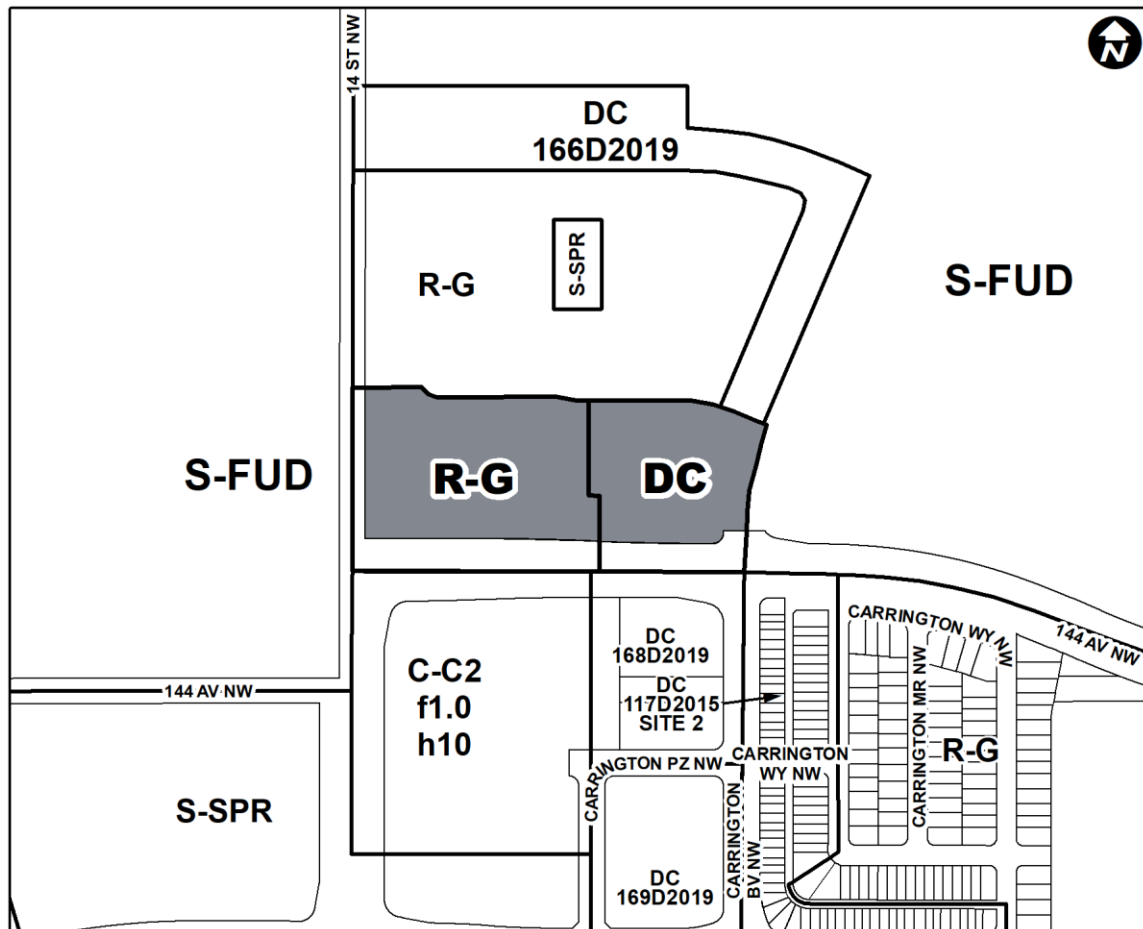 N
14 ST NW
DC
166D2019
S-SPR
R-G
S-FUD
S-FUD
R-G
DC
CARRINGTON WY NW
144 AV NW
DC
168D2019
C-C2
f1.0
h10
DC
117D2015
SITE 2
144 AV NW
CARRINGTON MR NW
R-G
CARRINGTON PZ NW
CARRINGTON
WY NW
CARRINGTON
S-SPR
CARRINGTON
BV NW
DC
169D2019